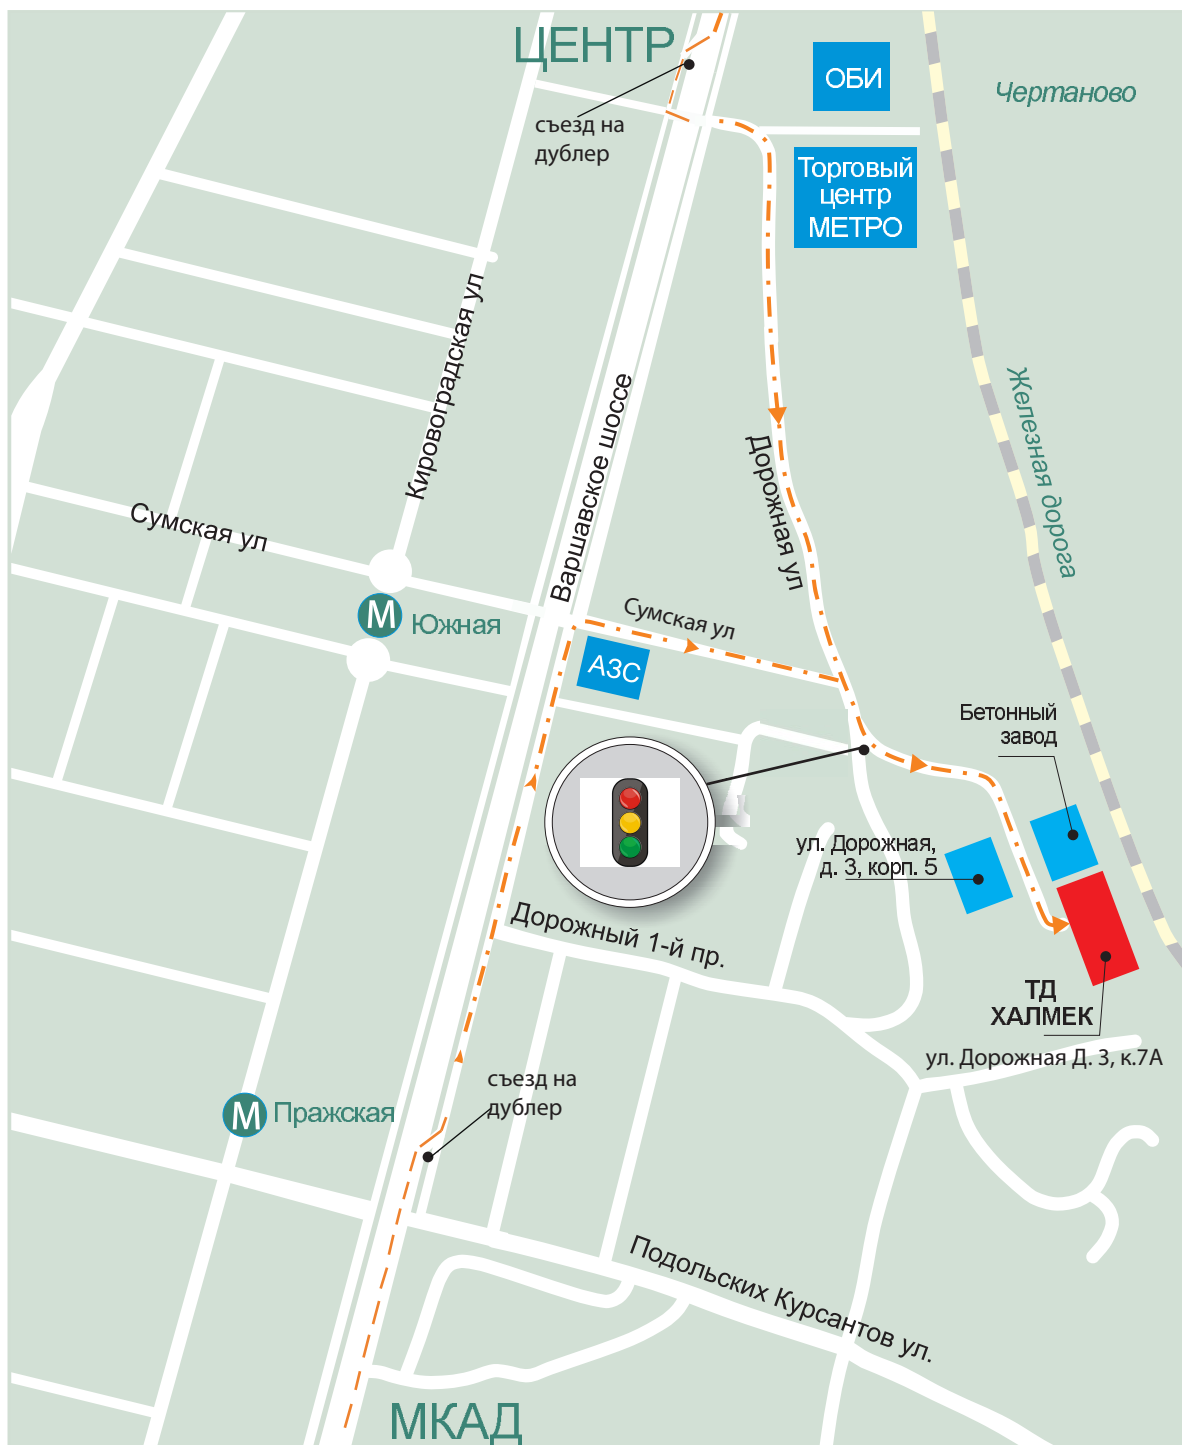 ЦЕНТР
ОБИ
Чертаново
съезд на
дублер
Торговый
центр
МЕТРО
Кировоградская ул
Варшавское шоссе
Железная дорога
Дорожная ул
Сумская ул
Сумская ул
М
Южная
АЗС
Бетонный
завод
ул. Дорожная,
д. 3, корп. 5
Дорожный 1-й пр.
ТД
ХАЛМЕК
ул. Дорожная Д. 3, к.7А
съезд на
дублер
М
Пражская
Подольских Курсантов ул.
МКАД